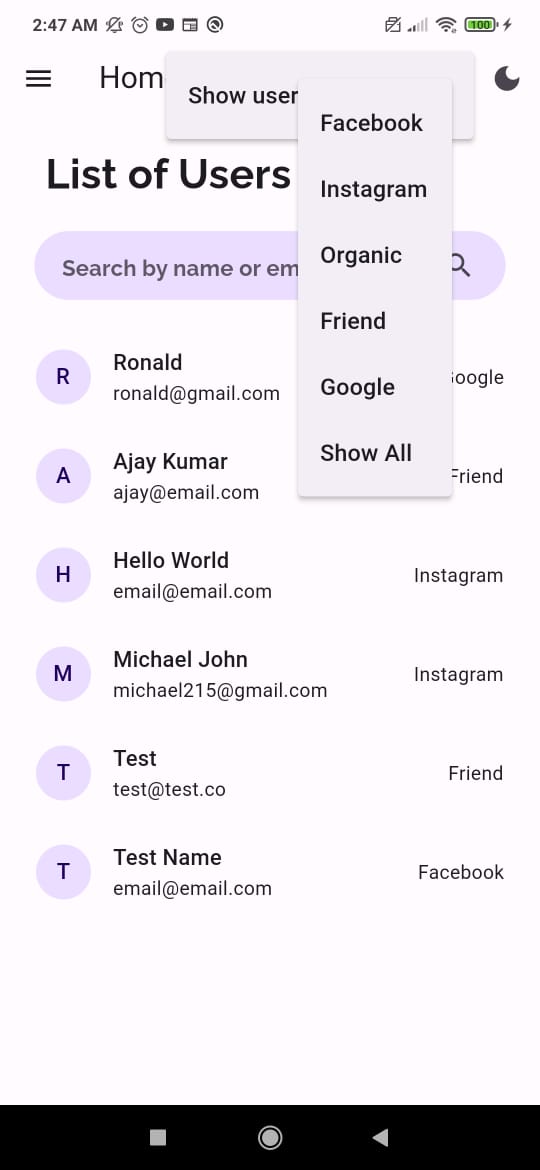 2:47 AM
100
Hom
Show user
Facebook
Instagram
Organic
Friend
Google
Show All
List of Users
Search by name or em
R
Ronald
ronald@gmail.com
oogle
A
Ajay Kumar
ajay@email.com
Friend
H
Hello World
email@email.com
Instagram
M
Michael John
michael215@gmail.com
Instagram
T
Test
test@test.co
Friend
T
Test Name
email@email.com
Facebook